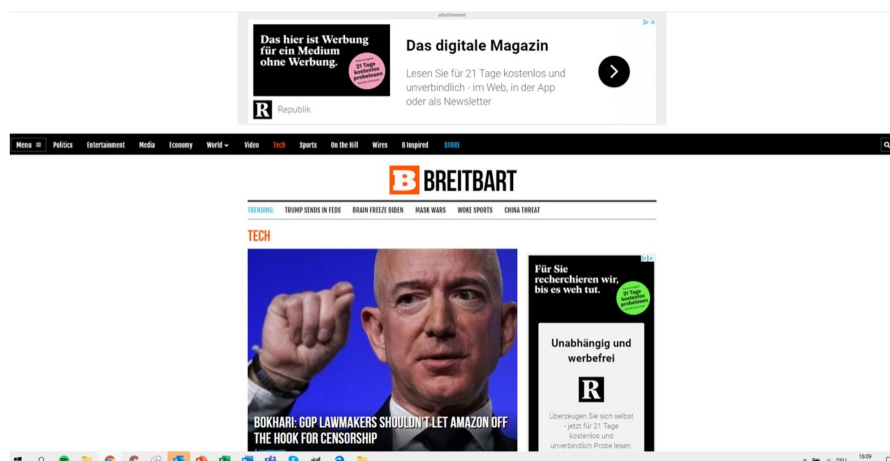 advertisement
Das hier ist Werbung
für ein Medium
ohne Werbung.
21 Tage
kostenlos
probelesen
R Republik
Das digitale Magazin
Lesen Sie für 21 Tage kostenlos und
unverbindlich - im Web, in der App
oder als Newsletter
Menu Politics Entertainment Media Economy World Video Tech Sports On the Hill Wires B Inspired STORE
B BREITBART
TRENDING: TRUMP SENDS IN FEDS BRAIN FREEZE BIDEN MASK WARS WOKE SPORTS CHINA THREAT
TECH
BOKHARI: GOP LAWMAKERS SHOULDN'T LET AMAZON OFF
THE HOOK FOR CENSORSHIP
Für Sie
recherchieren wir,
bis es weh tut.
21 Tage
kostenlos
probelesen
Unabhängig und
werbefrei
R
Überzeugen Sie sich selbst
- jetzt für 21 Tage
kostenlos und
unverbindlich Probe lesen.
DEU 18:09